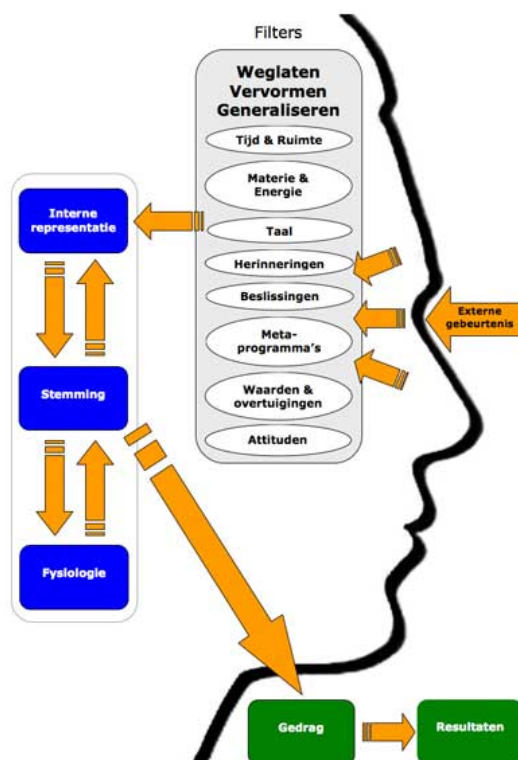 Filters
Weglaten
Vervormen
Generaliseren
Tijd & Ruimte
Materie &
Energie
Taal
Herinneringen
Beslissingen
Meta-
programma's
Waarden &
overtuigingen
Attituden
Externe
gebeurtenis
Interne
representatie
Stemming
Fysiologie
Gedrag
Resultaten